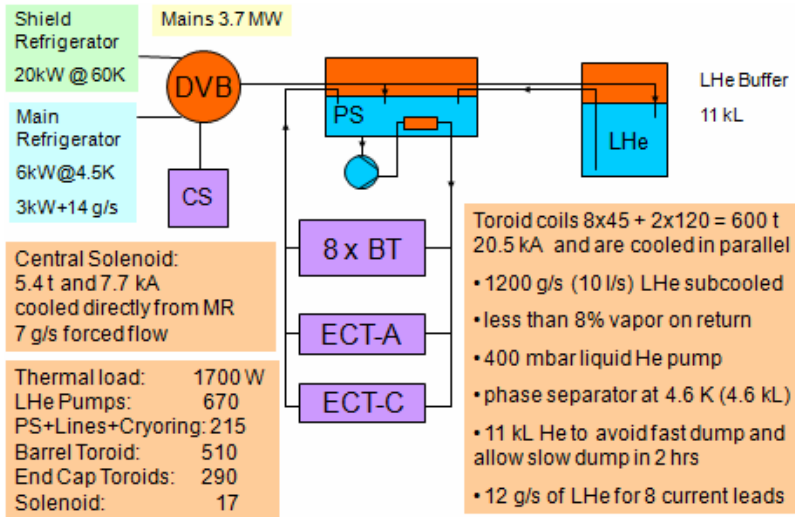 Shield
Refrigerator
20kW @ 60K
Mains 3.7 MW
DVB
Main
Refrigerator
6kW@4.5K
3kW+14 g/s
CS
PS
LHe
LHe Buffer
11 kL
8 x BT
ECT-A
ECT-C
Central Solenoid:
5.4 t and 7.7 kA
cooled directly from MR
7 g/s forced flow
Thermal load: 1700 W
LHe Pumps: 670
PS+Lines+Cryoring: 215
Barrel Toroid: 510
End Cap Toroids: 290
Solenoid: 17
Toroid coils 8x45 + 2x120 = 600 t
20.5 kA and are cooled in parallel
• 1200 g/s (10 l/s) LHe subcooled
• less than 8% vapor on return
• 400 mbar liquid He pump
• phase separator at 4.6 K (4.6 kL)
• 11 kL He to avoid fast dump and
allow slow dump in 2 hrs
• 12 g/s of LHe for 8 current leads